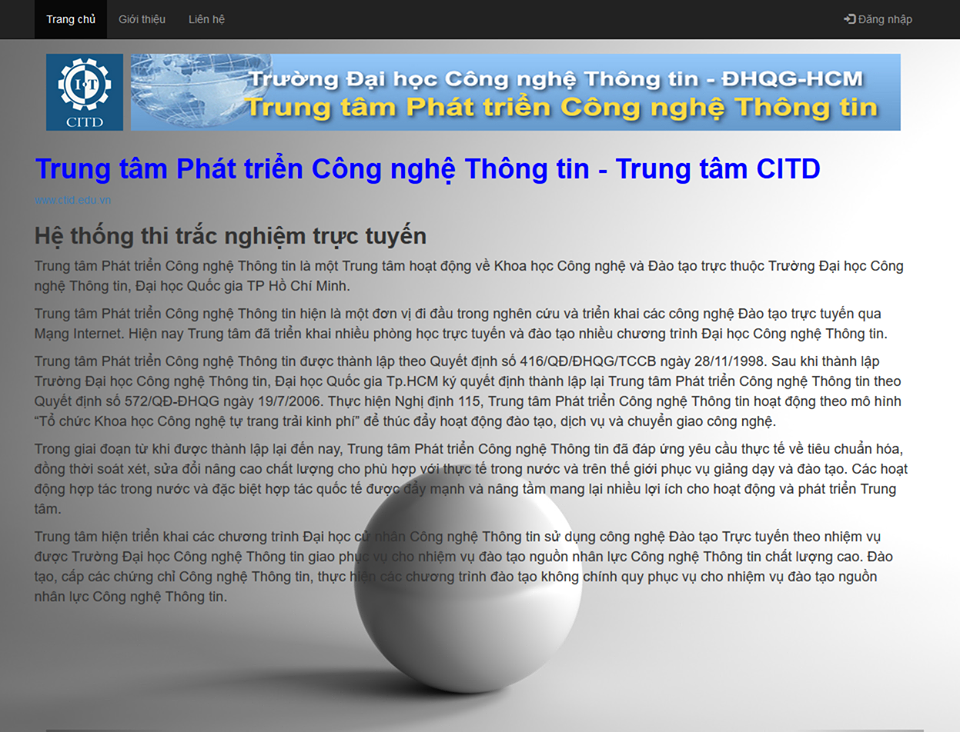 Trang chủ Giới thiệu Liên hệ Đăng nhập
I T
CITD
Trường Đại học Công nghệ Thông tin - ĐHQG-HCM
Trung tâm Phát triển Công nghệ Thông tin
Trung tâm Phát triển Công nghệ Thông tin - Trung tâm CITD
www.citd.edu.vn
Hệ thống thi trắc nghiệm trực tuyến
Trung tâm Phát triển Công nghệ Thông tin là một Trung tâm hoạt động về Khoa học Công nghệ và Đào tạo trực thuộc Trường Đại học Công
nghệ Thông tin, Đại học Quốc gia TP Hồ Chí Minh.
Trung tâm Phát triển Công nghệ Thông tin hiện là một đơn vị đi đầu trong nghên cứu và triển khai các công nghệ Đào tạo trực tuyến qua
Mạng Internet. Hiện nay Trung tâm đã triển khai nhiều phòng học trực tuyến và đào tạo nhiều chương trình Đại học Công nghệ Thông tin.
Trung tâm Phát triển Công nghệ Thông tin được thành lập theo Quyết định số 416/QĐ/ĐHQG/TCCB ngày 28/11/1998. Sau khi thành lập
Trường Đại học Công nghệ Thông tin, Đại học Quốc gia Tp.HCM ký quyết định thành lập lại Trung tâm Phát triển Công nghệ Thông tin theo
Quyết định số 572/QĐ-ĐHQG ngày 19/7/2006. Thực hiện Nghị định 115, Trung tâm Phát triển Công nghệ Thông tin hoạt động theo mô hình
“Tổ chức Khoa học Công nghệ tự trang trải kinh phí” để thúc đẩy hoạt động đào tạo, dịch vụ và chuyển giao công nghệ.
Trong giai đoạn từ khi được thành lập lại đến nay, Trung tâm Phát triển Công nghệ Thông tin đã đáp ứng yêu cầu thực tế về tiêu chuẩn hóa,
đồng thời soát xét, sửa đổi nâng cao chất lượng cho phù hợp với thực tế trong nước và trên thế giới phục vụ giảng dạy và đào tạo. Các hoạt
động hợp tác trong nước và đặc biệt hợp tác quốc tế được đẩy mạnh và nâng tầm mang lại nhiều lợi ích cho hoạt động và phát triển Trung
tâm.
Trung tâm hiện triển khai các chương trình Đại học cử nhân Công nghệ Thông tin sử dụng công nghệ Đào tạo Trực tuyến theo nhiệm vụ
được Trường Đại học Công nghệ Thông tin giao phục vụ cho nhiệm vụ đào tạo nguồn nhân lực Công nghệ Thông tin chất lượng cao. Đào
tạo, cấp các chứng chỉ Công nghệ Thông tin, thực hiện các chương trình đào tạo không chính quy phục vụ cho nhiệm vụ đào tạo nguồn
nhân lực Công nghệ Thông tin.